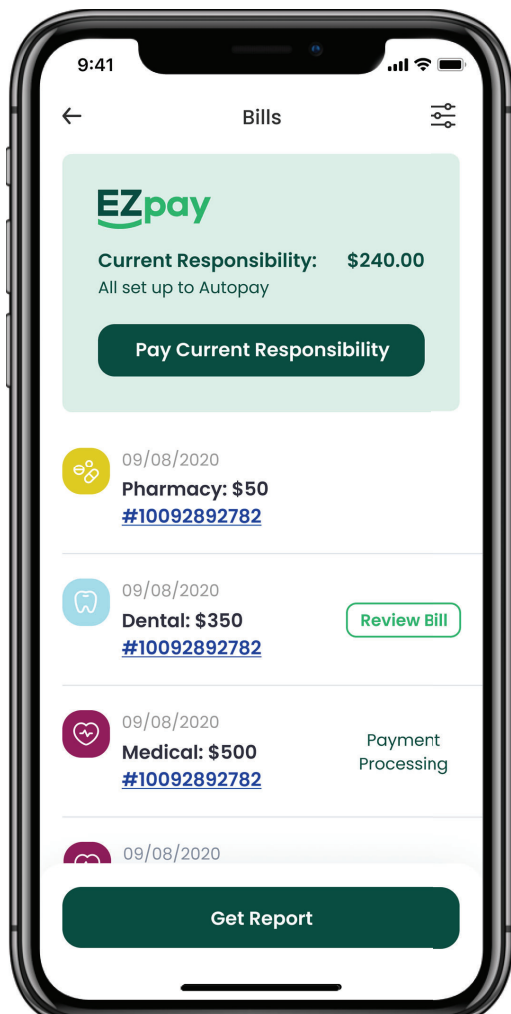 9:41
Bills
EZpay
Current Responsibility: $240.00
All set up to Autopay
Pay Current Responsibility
09/08/2020
Pharmacy: $50
#10092892782
09/08/2020
Dental: $350
#10092892782
Review Bill
09/08/2020
Medical: $500
#10092892782
Payment
Processing
09/08/2020
Get Report